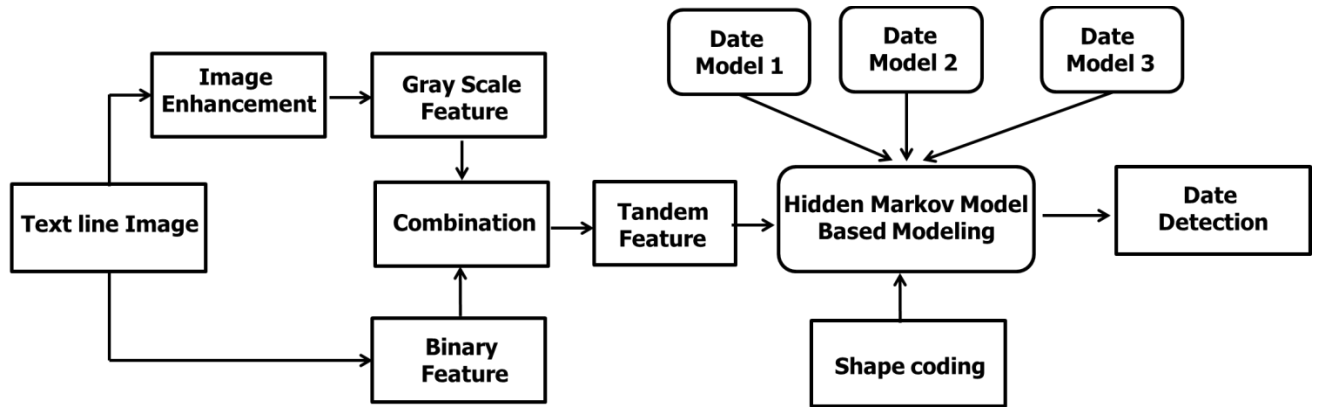 Date
Model 1
Date
Model 2
Date
Model 3
Image
Enhancement
Gray Scale
Feature
Text line Image
Combination
Tandem
Feature
Hidden Markov Model
Based Modeling
Date
Detection
Binary
Feature
Shape coding